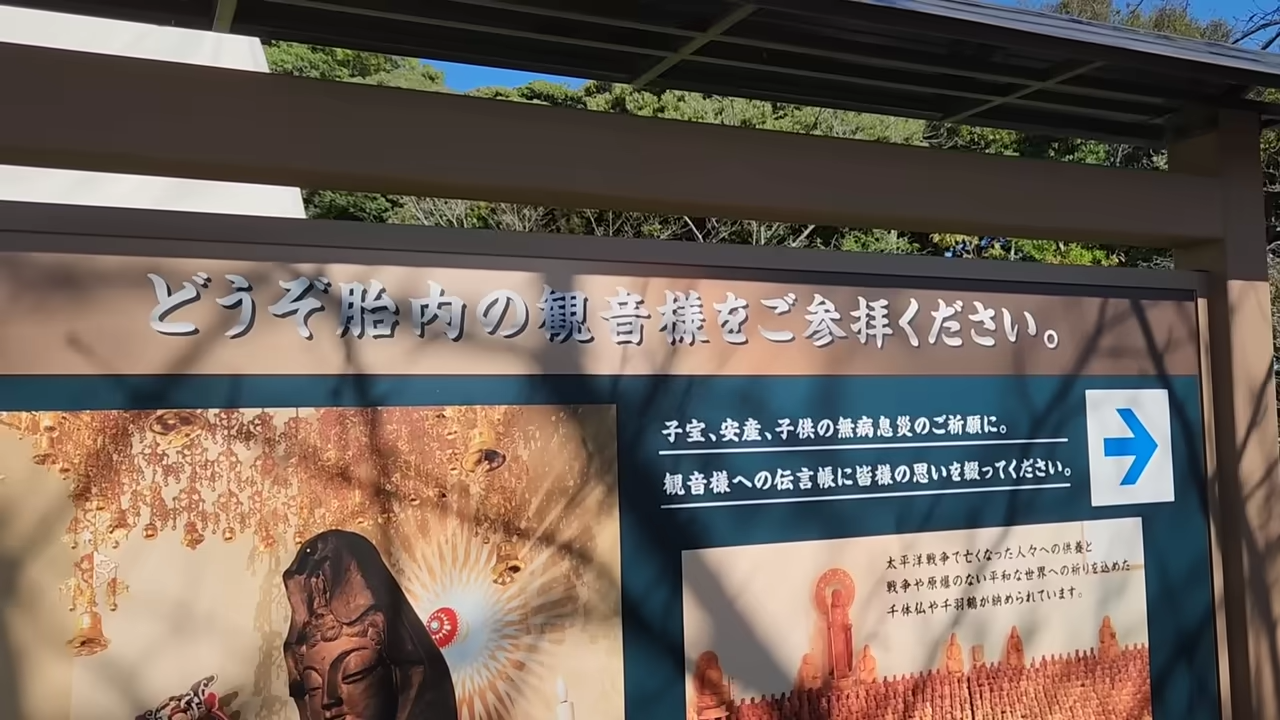 どうぞ胎内の観音様をご参拝ください。
子宝、安産、子供の無病息災のご祈願に。
観音様への伝言帳に皆様の思いを綴ってください。
太平洋戦争で亡くなった人々への供養と
戦争や原爆のない平和な世界への祈りを込めた
千体仏や千羽鶴が納められています。